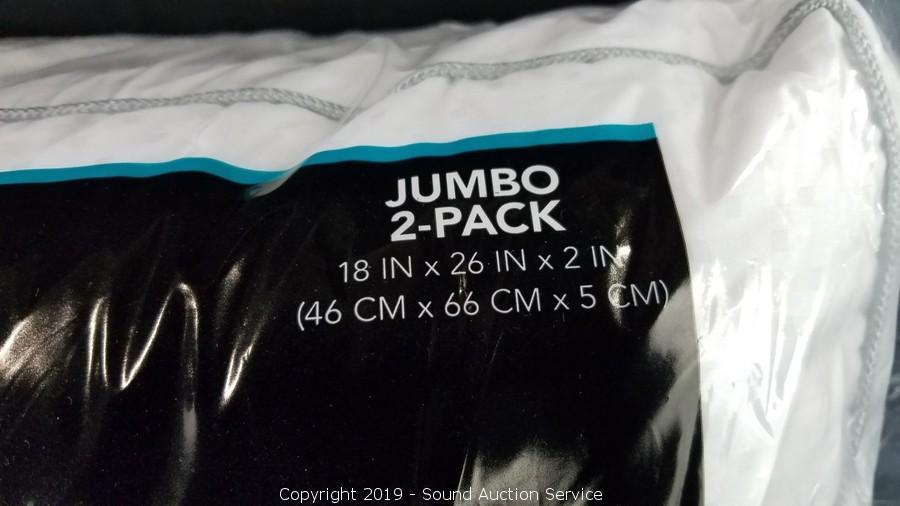 JUMBO
2-PACK
18 IN x 26 IN x 2 IN
(46 CM x 66 CM x 5 CM)
Copyright 2019 - Sound Auction Service